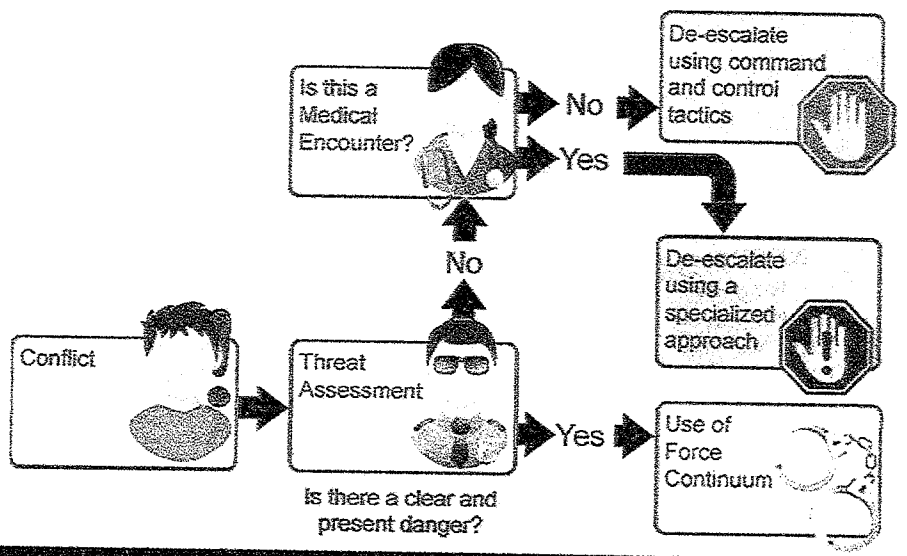 De-escalate
using command
and control
tactics
Is this a
Medical
Encounter?
No
Yes
No
De-escalate
using a
specialized
approach
Conflict
Threat
Assessment
Yes
Use of
Force
Continuum
Is there a clear and
present danger?